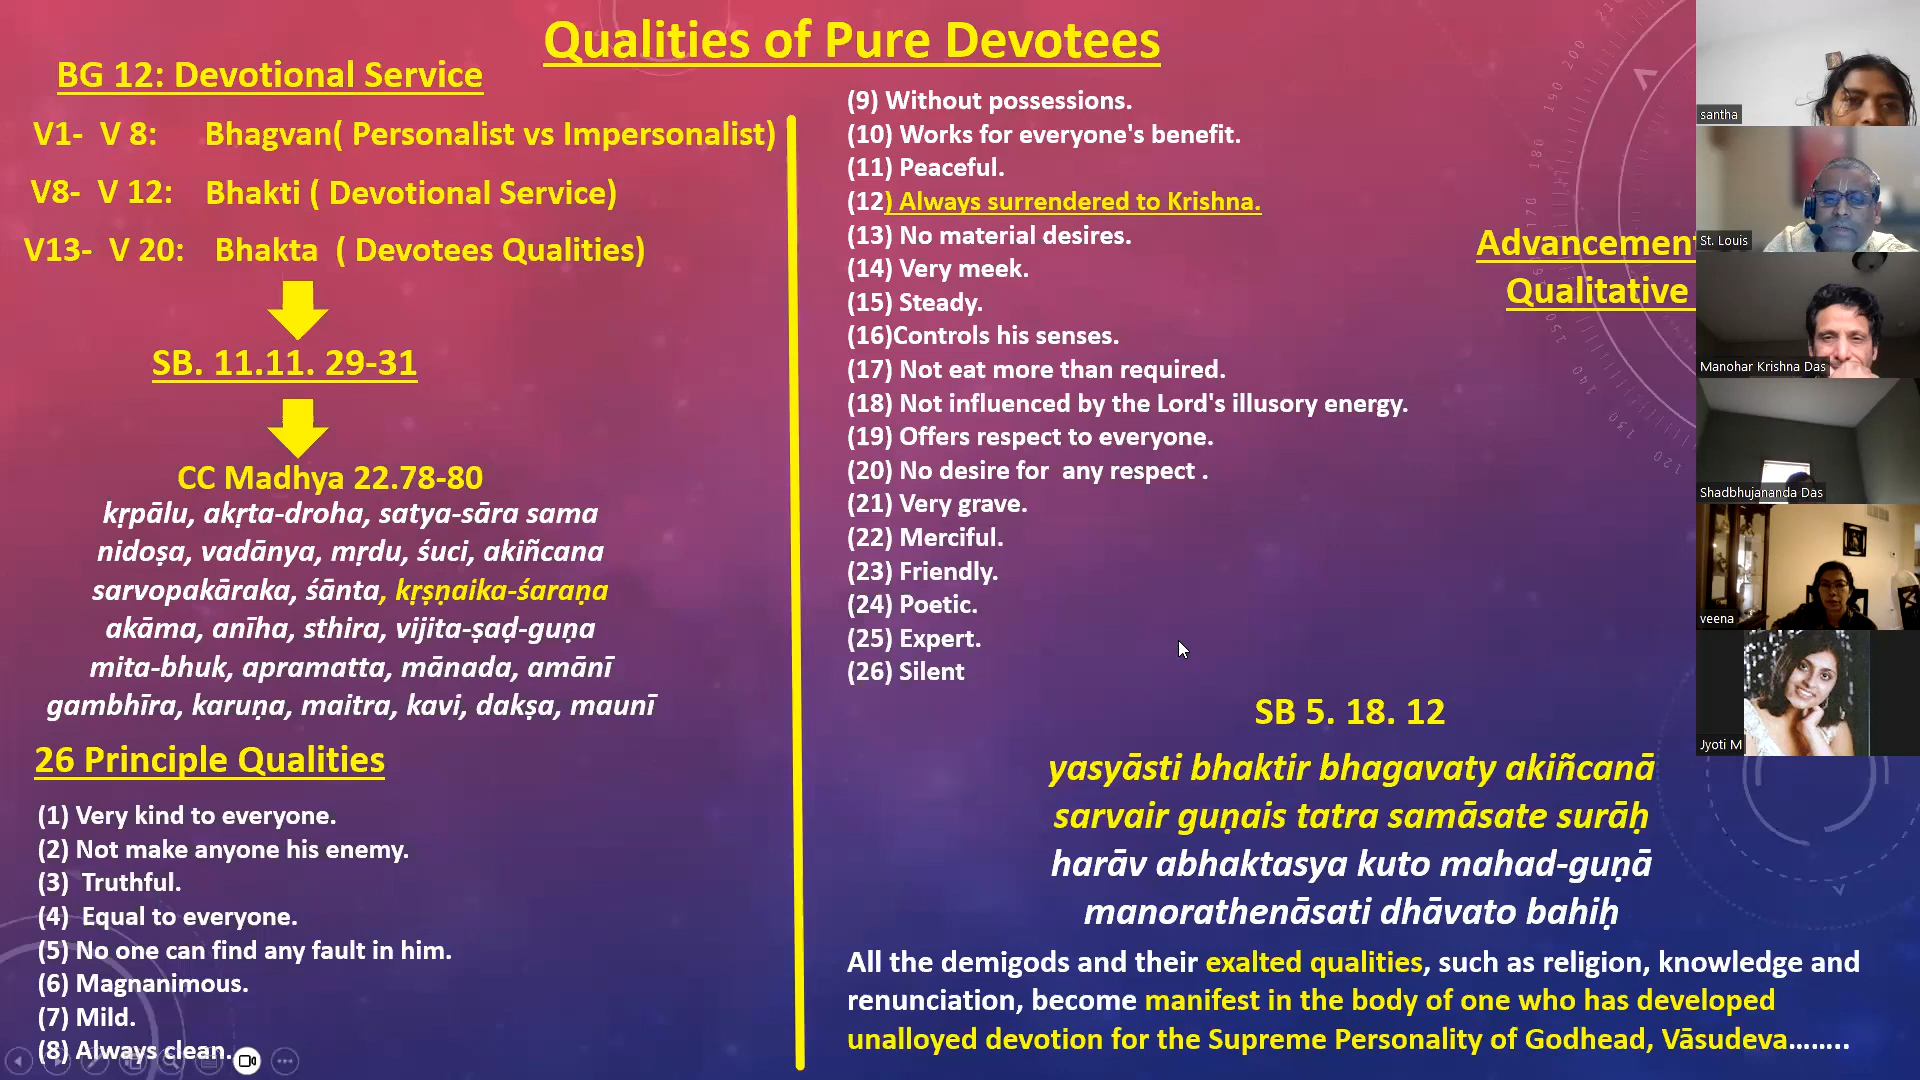 Qualities of Pure Devotees
BG 12: Devotional Service
V1- V 8: Bhagvan( Personalist vs Impersonalist)
V8- V 12: Bhakti ( Devotional Service)
V13- V 20: Bhakta ( Devotees Qualities)
SB. 11.11. 29-31
CC Madhya 22.78-80
kṛpālu, akṛta-droha, satya-sāra sama
nidoṣa, vadānya, mṛdu, śuci, akiñcana
sarvopakāraka, śānta, kṛṣṇaika-śaraṇa
akāma, anīha, sthira, vijita-ṣaḍ-guṇa
mita-bhuk, apramatta, mānada, amānī
gambhīra, karuṇa, maitra, kavi, dakṣa, maunī
26 Principle Qualities
(1) Very kind to everyone.
(2) Not make anyone his enemy.
(3) Truthful.
(4) Equal to everyone.
(5) No one can find any fault in him.
(6) Magnanimous.
(7) Mild.
(8) Always clean.
(9) Without possessions.
(10) Works for everyone's benefit.
(11) Peaceful.
(12) Always surrendered to Krishna.
(13) No material desires.
(14) Very meek.
(15) Steady.
(16)Controls his senses.
(17) Not eat more than required.
(18) Not influenced by the Lord's illusory energy.
(19) Offers respect to everyone.
(20) No desire for any respect .
(21) Very grave.
(22) Merciful.
(23) Friendly.
(24) Poetic.
(25) Expert.
(26) Silent
SB 5. 18. 12
yasyāsti bhaktir bhagavaty akiñcanā
sarvair guṇais tatra samāsate surāḥ
harāv abhaktasya kuto mahad-guṇā
manorathenāsati dhāvato bahiḥ
All the demigods and their exalted qualities, such as religion, knowledge and
renunciation, become manifest in the body of one who has developed
unalloyed devotion for the Supreme Personality of Godhead, Vāsudeva........
Advancement
Qualitative
210
200
190
180
170
160
150
140
130
120
santha
St. Louis
Manohar Krishna Das
Shadbhujananda Das
veena
Jyoti M